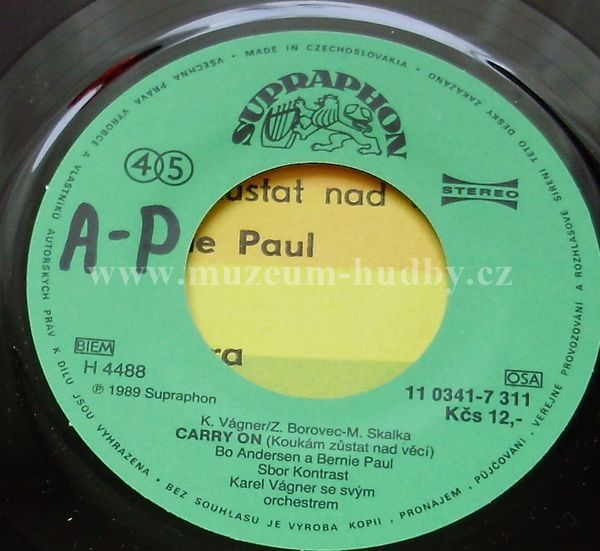 VŠECHNA PRÁVA VÝROBCE A VLASTNÍKŮ AUTORSKÝCH PRÁV K DÍLU JSOU VYHRAZENA • BEZ SOUHLASU JE VÝROBA KOPIÍ, PRONÁJEM, PŮJČOVÁNÍ, VEŘEJNÉ PROVOZOVÁNÍ A ROZHLASOVÉ ŠÍŘENÍ TÉTO DESKY ZAKÁZÁNO • MADE IN CZECHOSLOVAKIA •
SUPRAPHON
45
STEREO
A-P
ůstat nad
ie Paul
ra
www.muzeum-hudby.cz
BIEM
H 4488
℗ 1989 Supraphon
OSA
11 0341-7 311
Kčs 12,-
K. Vágner/Z. Borovec-M. Skalka
CARRY ON (Koukám zůstat nad věcí)
Bo Andersen a Bernie Paul
Sbor Kontrast
Karel Vágner se svým
orchestrem